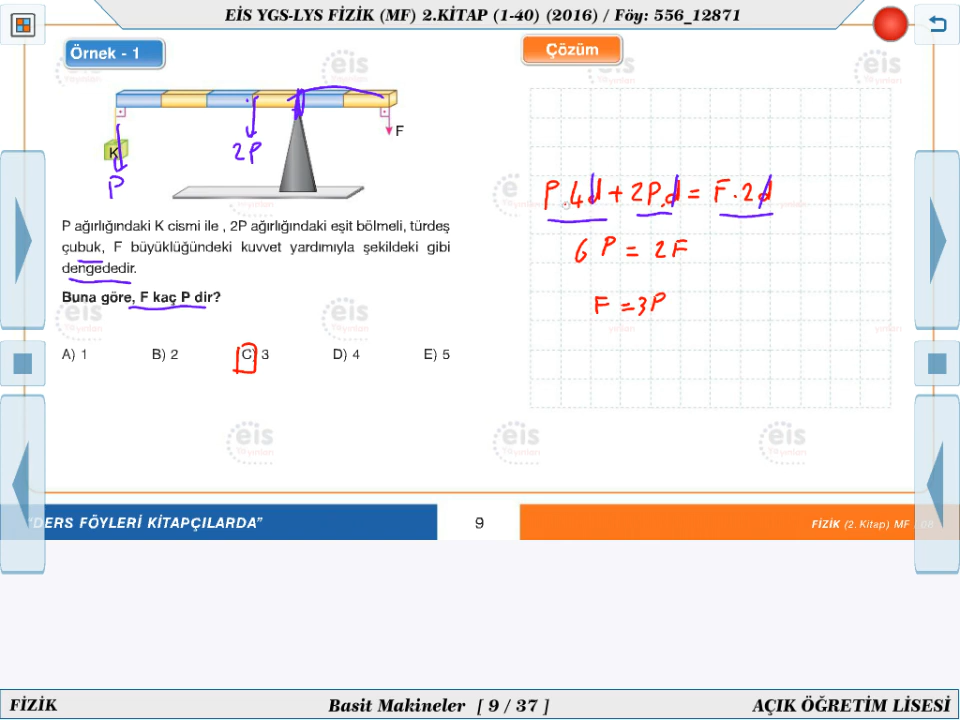 EİS YGS-LYS FİZİK (MF) 2.KİTAP (1-40) (2016) / Föy: 556_12871
Örnek - 1
K
P
2P
F
P ağırlığındaki K cismi ile , 2P ağırlığındaki eşit bölmeli, türdeş
çubuk, F büyüklüğündeki kuvvet yardımıyla şekildeki gibi
dengededir.
Buna göre, F kaç P dir?
A) 1 B) 2 C) 3 D) 4 E) 5
Çözüm
P.4d + 2P.d = F.2d
6P = 2F
F = 3P
eis
yayınları
"DERS FÖYLERİ KİTAPÇILARDA"
9
FİZİK (2. Kitap) MF
FİZİK
Basit Makineler [ 9 / 37 ]
AÇIK ÖĞRETİM LİSESİ